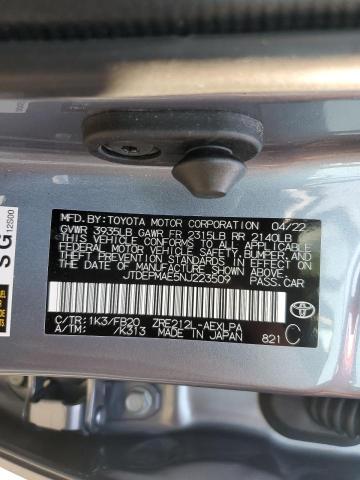 MFD. BY: TOYOTA MOTOR CORPORATION 04/22
GVWR 3935LB GAWR FR 2315LB RR 2140LB
THIS VEHICLE CONFORMS TO ALL APPLICABLE
FEDERAL MOTOR VEHICLE SAFETY, BUMPER, AND
THEFT PREVENTION STANDARDS IN EFFECT ON
THE DATE OF MANUFACTURE SHOWN ABOVE.
JTDEPMAE5NJ223509 PASS.CAR
C/TR: 1K3/FB20 ZRE212L-AEXLPA
A/TM: /K313 MADE IN JAPAN 821 C
SG
12S00